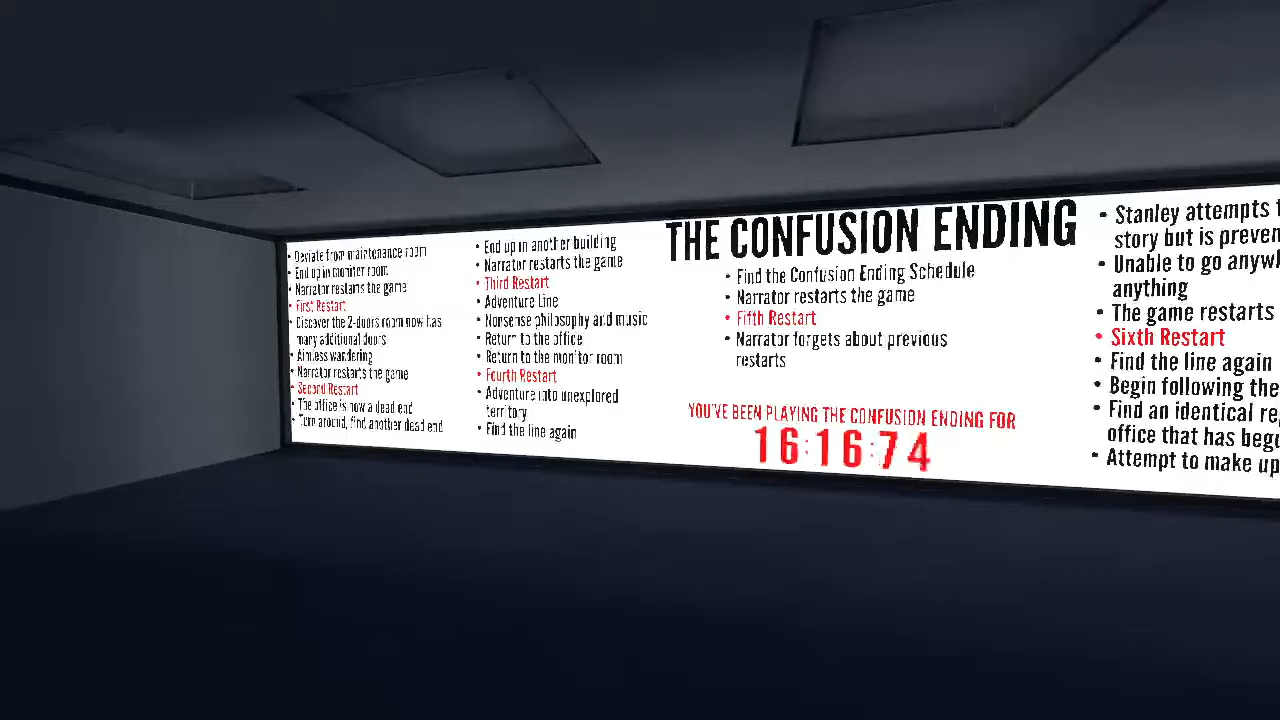 • Deviate from maintenance room
• End up in monitor room
• Narrator restarts the game
• First Restart
• Discover the 2-doors room now has
many additional doors
• Aimless wandering
• Narrator restarts the game
• Second Restart
• The office is now a dead end
• Turn around, find another dead end
• End up in another building
• Narrator restarts the game
• Third Restart
• Adventure Line
• Nonsense philosophy and music
• Return to the office
• Return to the monitor room
• Fourth Restart
• Adventure into unexplored
territory
• Find the line again
THE CONFUSION ENDING
• Find the Confusion Ending Schedule
• Narrator restarts the game
• Fifth Restart
• Narrator forgets about previous
restarts
YOU'VE BEEN PLAYING THE CONFUSION ENDING FOR
16:16:74
• Stanley attempts
story but is preven
• Unable to go anywh
anything
• The game restarts
• Sixth Restart
• Find the line again
• Begin following the
• Find an identical re
office that has begu
• Attempt to make up